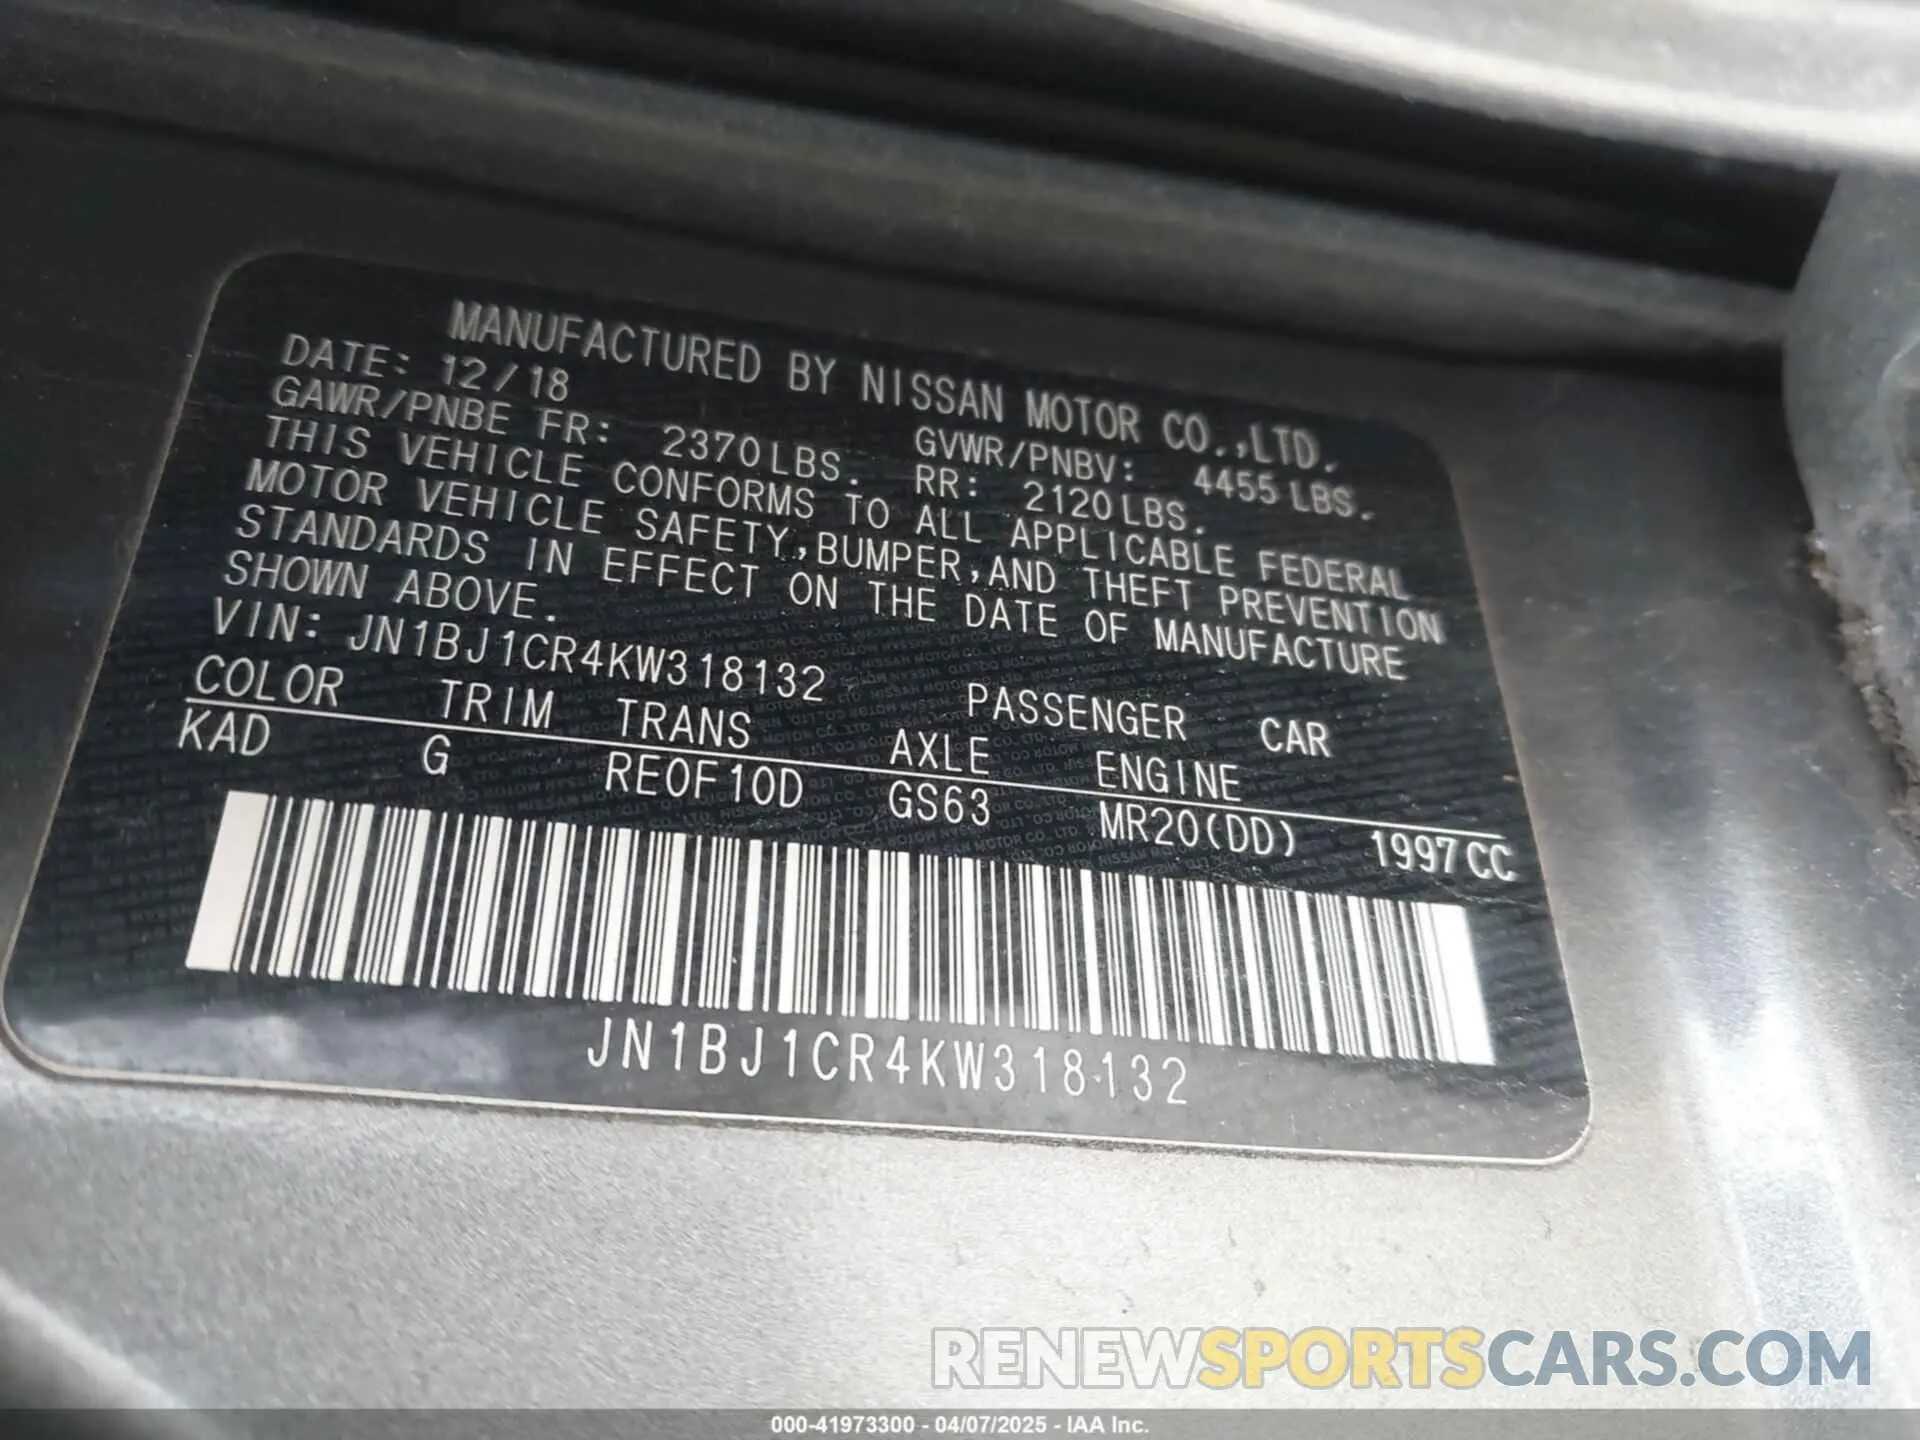 MANUFACTURED BY NISSAN MOTOR CO.,LTD.
DATE: 12/18 GVWR/PNBV: 4455 LBS.
GAWR/PNBE FR: 2370LBS. RR: 2120LBS.
THIS VEHICLE CONFORMS TO ALL APPLICABLE FEDERAL
MOTOR VEHICLE SAFETY,BUMPER,AND THEFT PREVENTION
STANDARDS IN EFFECT ON THE DATE OF MANUFACTURE
SHOWN ABOVE.
VIN: JN1BJ1CR4KW318132 PASSENGER CAR
COLOR TRIM TRANS AXLE ENGINE
KAD G RE0F10D GS63 MR20(DD) 1997CC
JN1BJ1CR4KW318132
RENEWSPORTSCARS.COM
000-41973300 - 04/07/2025 - IAA Inc.